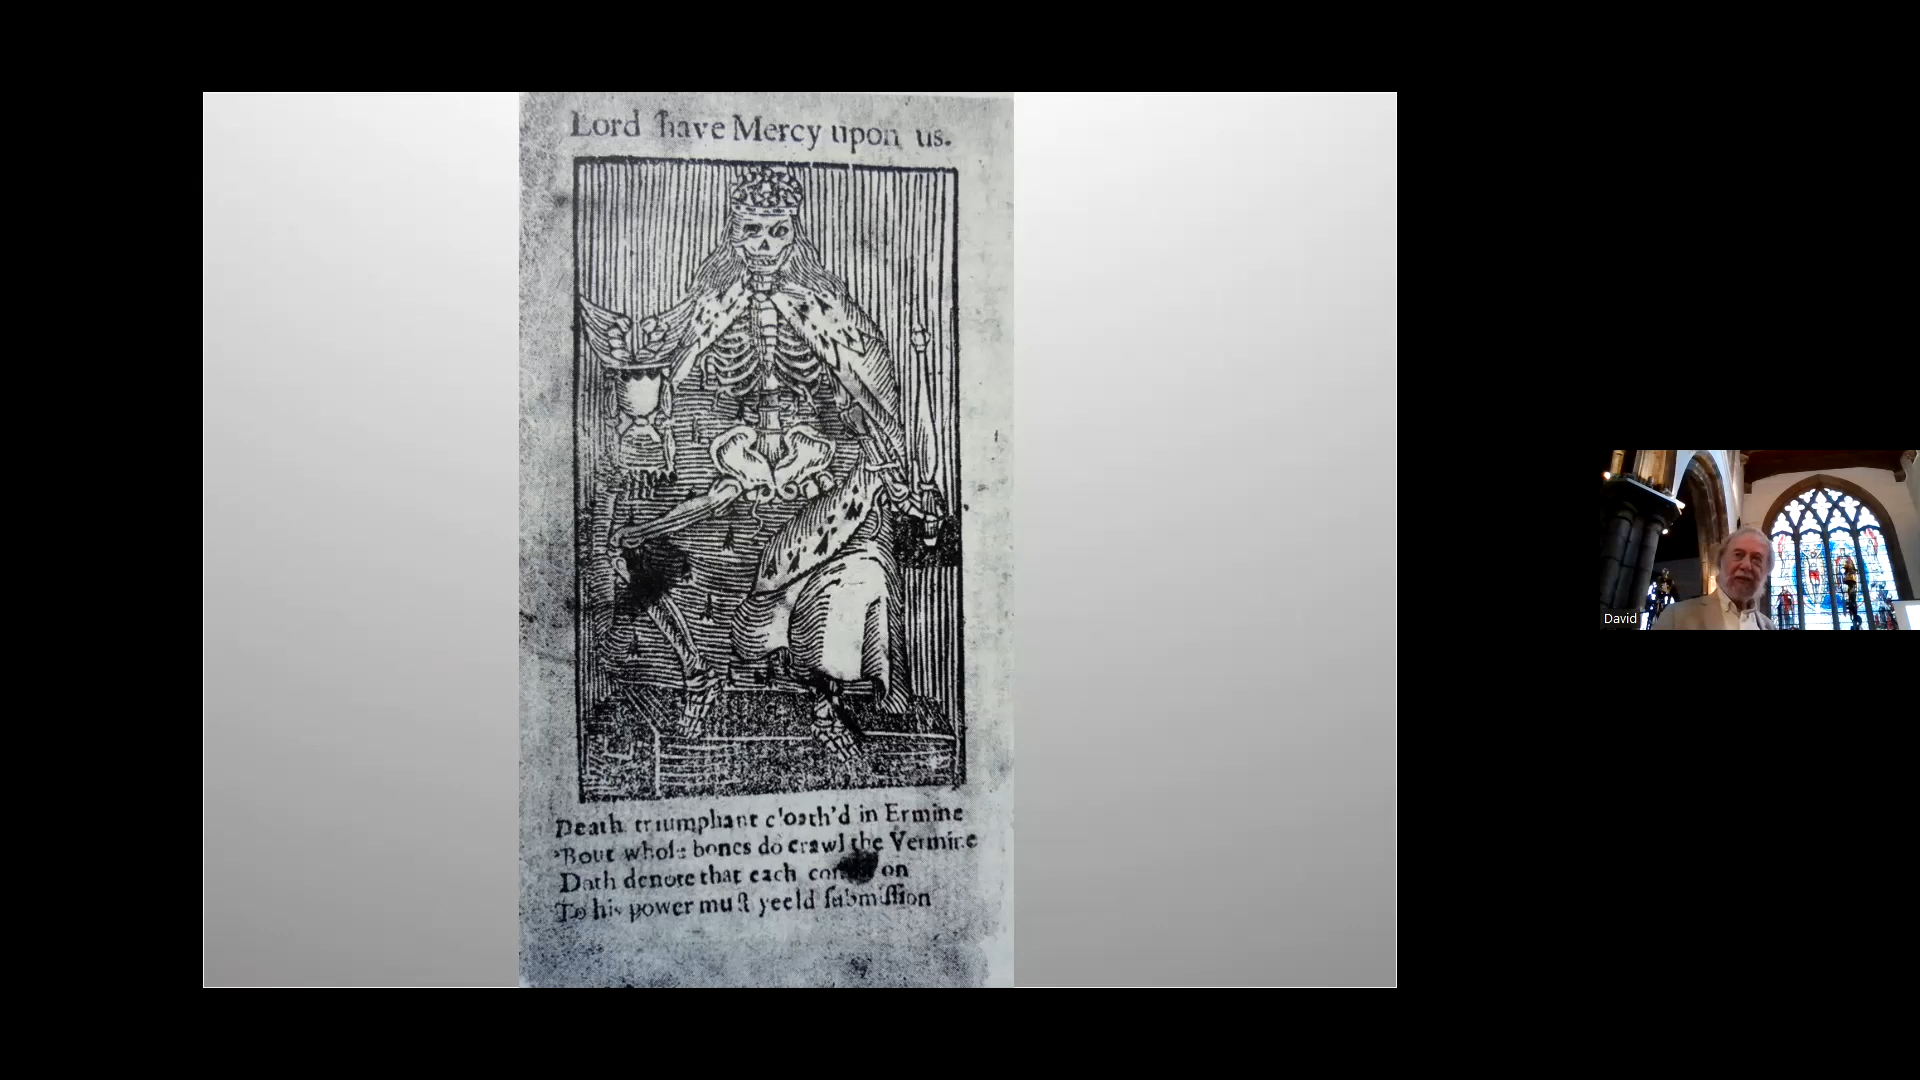 Lord have Mercy upon us.
Death triumphant cloath'd in Ermine
'Bout whose bones do crawl the Vermine
Doth denote that each on
To his power must yeeld submission
David